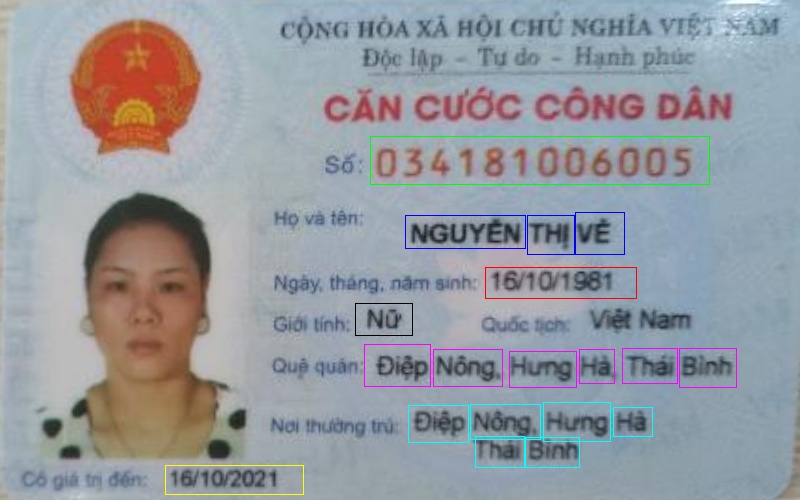 CỘNG HÒA XÃ HỘI CHỦ NGHĨA VIỆT NAM
Độc lập - Tự do - Hạnh phúc
CĂN CƯỚC CÔNG DÂN
Số: 034181006005
Họ và tên: NGUYỄN THỊ VẺ
Ngày, tháng, năm sinh: 16/10/1981
Giới tính: Nữ Quốc tịch: Việt Nam
Quê quán: Điệp Nông, Hưng Hà, Thái Bình
Nơi thường trú: Điệp Nông, Hưng Hà
Thái Bình
Có giá trị đến: 16/10/2021